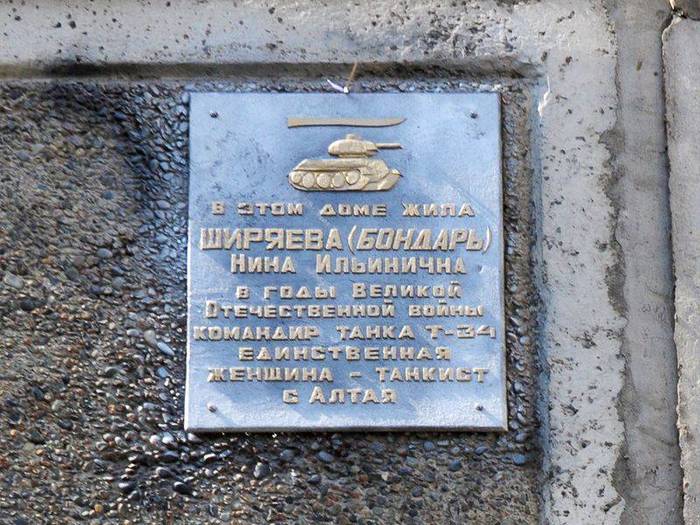 В ЭТОМ ДОМЕ ЖИЛА
ШИРЯЕВА (БОНДАРЬ)
НИНА ИЛЬИНИЧНА
В ГОДЫ ВЕЛИКОЙ
ОТЕЧЕСТВЕННОЙ ВОЙНЫ
КОМАНДИР ТАНКА Т-34
ЕДИНСТВЕННАЯ
ЖЕНЩИНА - ТАНКИСТ
С АЛТАЯ